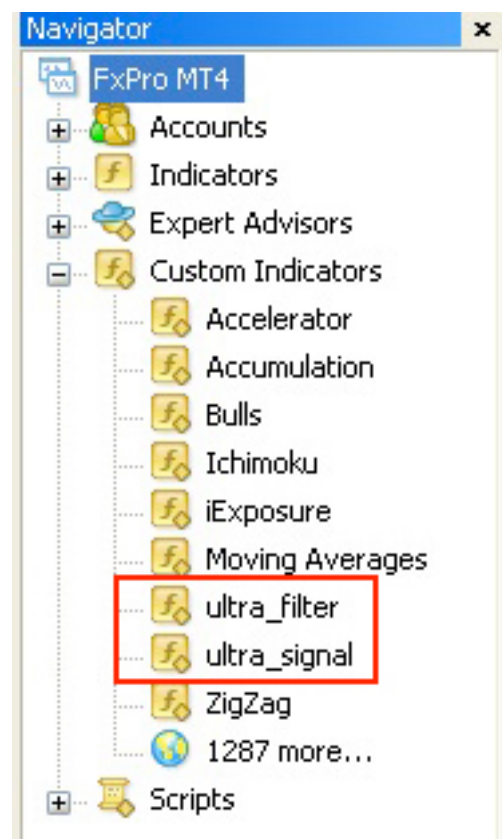 Navigator
FxPro MT4
Accounts
Indicators
Expert Advisors
Custom Indicators
Accelerator
Accumulation
Bulls
Ichimoku
iExposure
Moving Averages
ultra_filter
ultra_signal
ZigZag
1287 more...
Scripts